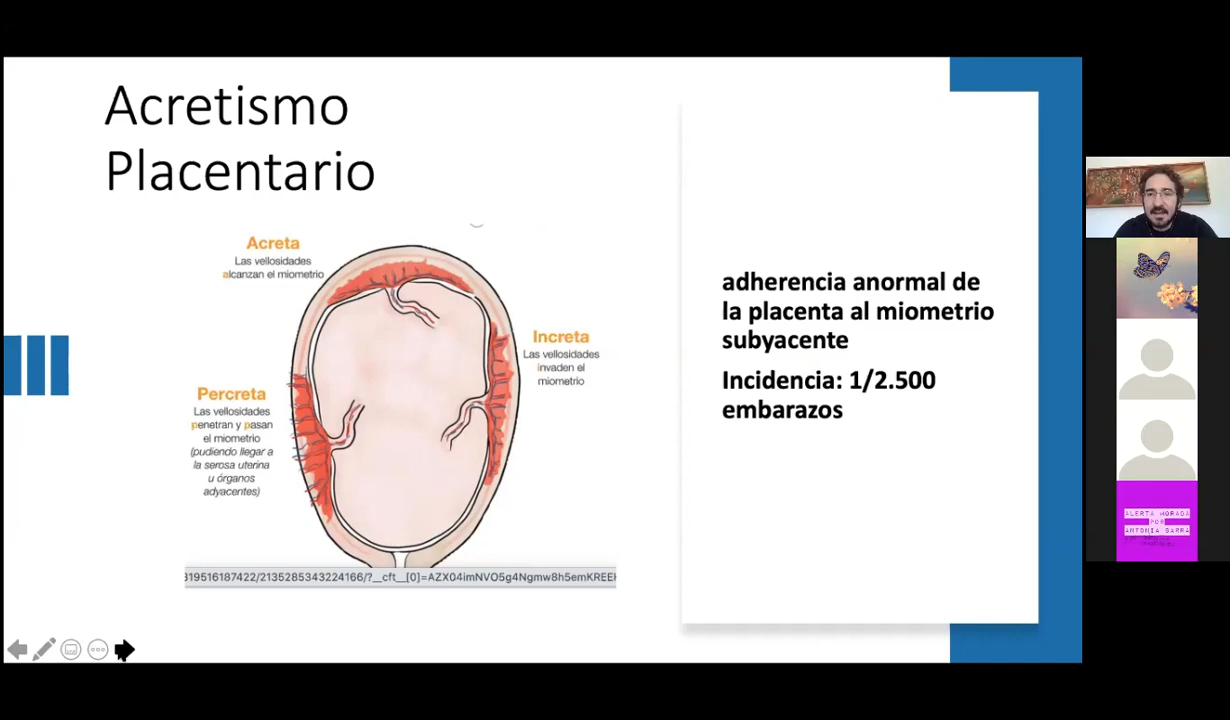 Acretismo
Placentario
Acreta
Las vellosidades
alcanzan el miometrio
Increta
Las vellosidades
invaden el
miometrio
Percreta
Las vellosidades
penetran y pasan
el miometrio
(pudiendo llegar a
la serosa uterina
u órganos
adyacentes)
319516187422/2135285343224166/?__cft__[0]=AZX04imNVO5g4Ngmw8h5emKREEH
adherencia anormal de
la placenta al miometrio
subyacente
Incidencia: 1/2.500
embarazos
ALERTA MORADA
POR
ANTONIA BARRA